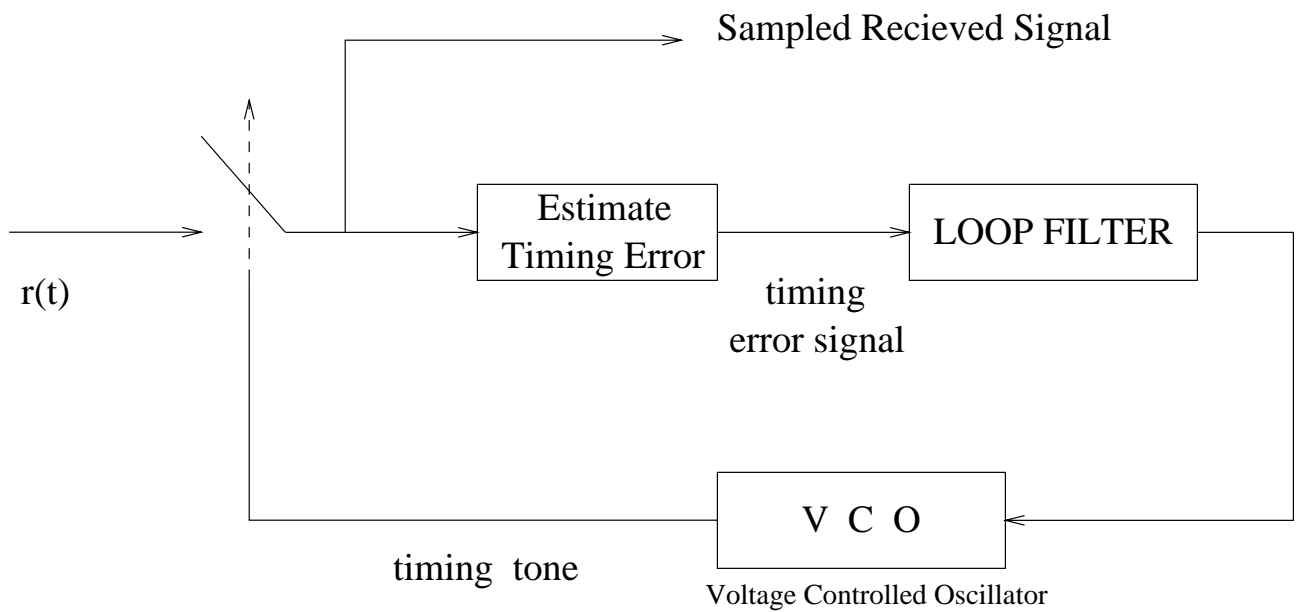 Sampled Recieved Signal
Estimate
Timing Error
LOOP FILTER
r(t)
timing
error signal
V C O
timing tone
Voltage Controlled Oscillator